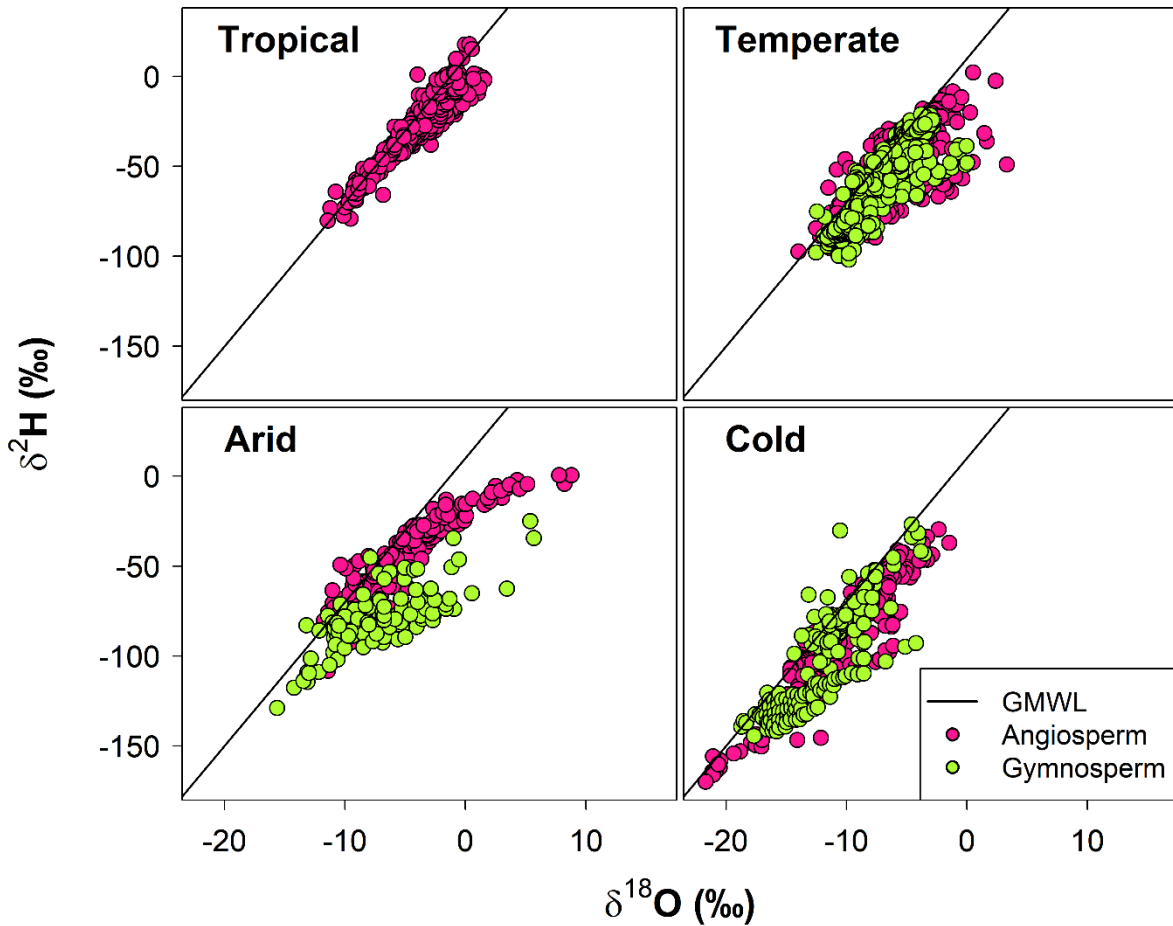 Tropical
Temperate
0
-50
-100
-150
δ²H (‰)
Arid
Cold
0
-50
-100
-150
GMWL
Angiosperm
Gymnosperm
-20 -10 0 10
-20 -10 0 10
δ¹⁸O (‰)